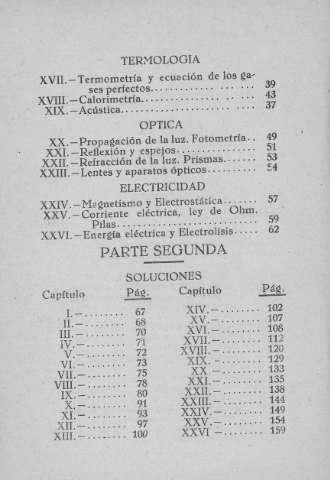 TERMOLOGIA
XVII.—Termometría y ecuación de los ga-
ses perfectos............ ... ... 39
XVIII.—Calorimetría.................. .. ... 43
XIX.—Acústica........................ 37
OPTICA
XX.—Propagación de la luz. Fotometría.. 49
XXI.—Reflexión y espejos.................. 51
XXII.—Refracción de la luz. Prismas....... 53
XXIII.—Lentes y aparatos ópticos........... 54
ELECTRICIDAD
XXIV.—Magnetismo y Electrostática....... 57
XXV.—Corriente eléctrica, ley de Ohm.
Pilas......................... 59
XXVI.—Energía eléctrica y Electrolisis..... 62
PARTE SEGUNDA
SOLUCIONES
Capítulo Pág.
I.—........ 67
II.—........ 68
III.—........ 70
IV.—........ 71
V.—........ 72
VI.—........ 73
VII.—........ 75
VIII.—........ 78
IX.—........ 80
X.—........ 91
XI.—........ 93
XII.—........ 97
XIII.—........ 100
Capítulo Pág.
XIV.—........ 102
XV.—........ 107
XVI.—........ 108
XVII.—........ 112
XVIII.—........ 120
XIX.—........ 129
XX.—........ 133
XXI.—........ 135
XXII.—........ 138
XXIII.—........ 144
XXIV.—........ 149
XXV.—........ 154
XXVI—........ 159